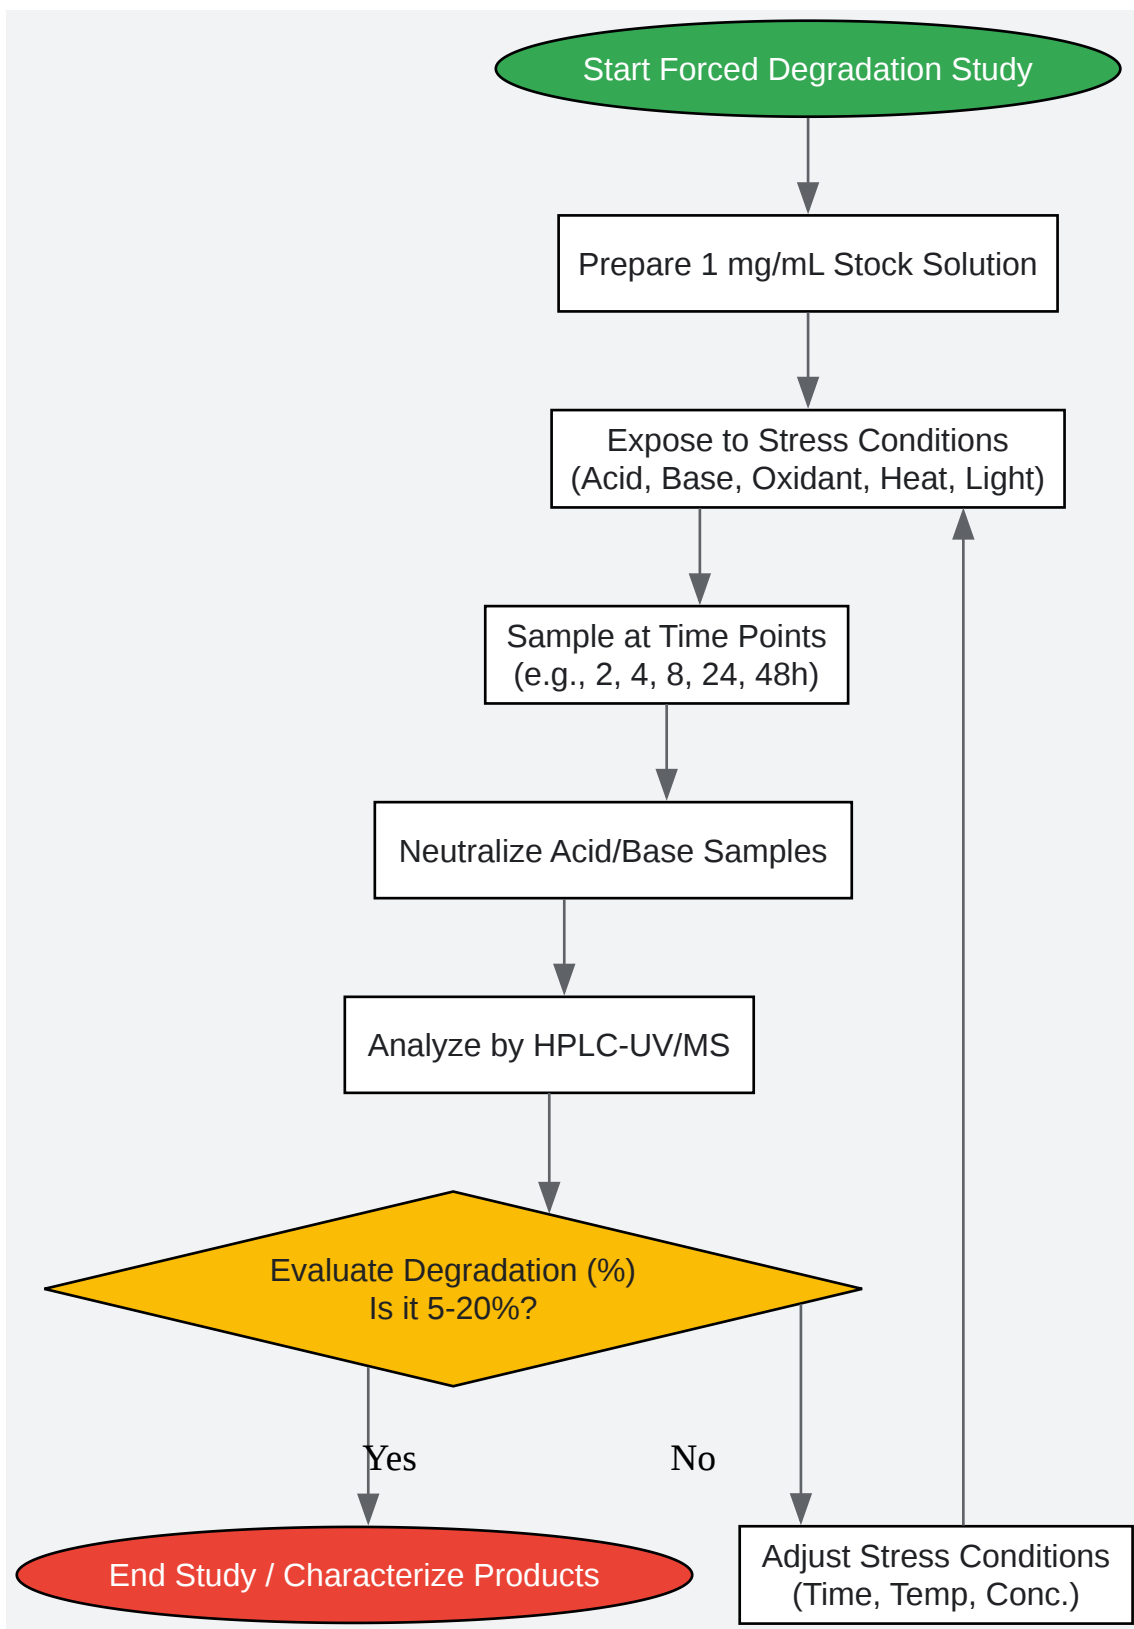 Start Forced Degradation Study
Prepare 1 mg/mL Stock Solution
Expose to Stress Conditions
(Acid, Base, Oxidant, Heat, Light)
Sample at Time Points
(e.g., 2, 4, 8, 24, 48h)
Neutralize Acid/Base Samples
Analyze by HPLC-UV/MS
Evaluate Degradation (%)
Is it 5-20%?
Yes
No
End Study / Characterize Products
Adjust Stress Conditions
(Time, Temp, Conc.)